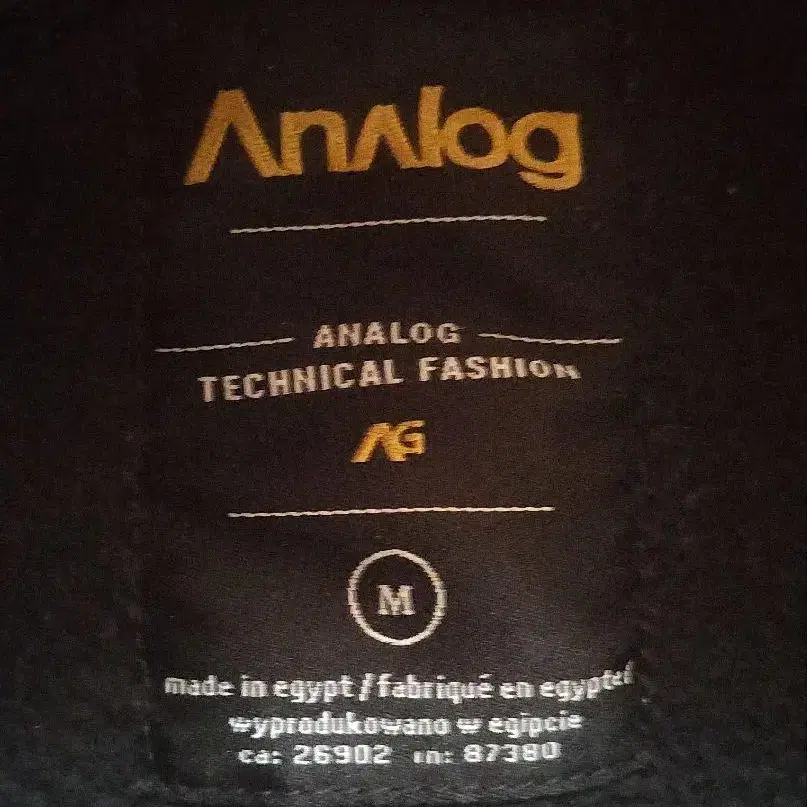 Analog
ANALOG
TECHNICAL FASHION
AG
M
made in egypt / fabriqué en egypte/
wyprodukowano w egipcie
ca: 26902 rn: 87380